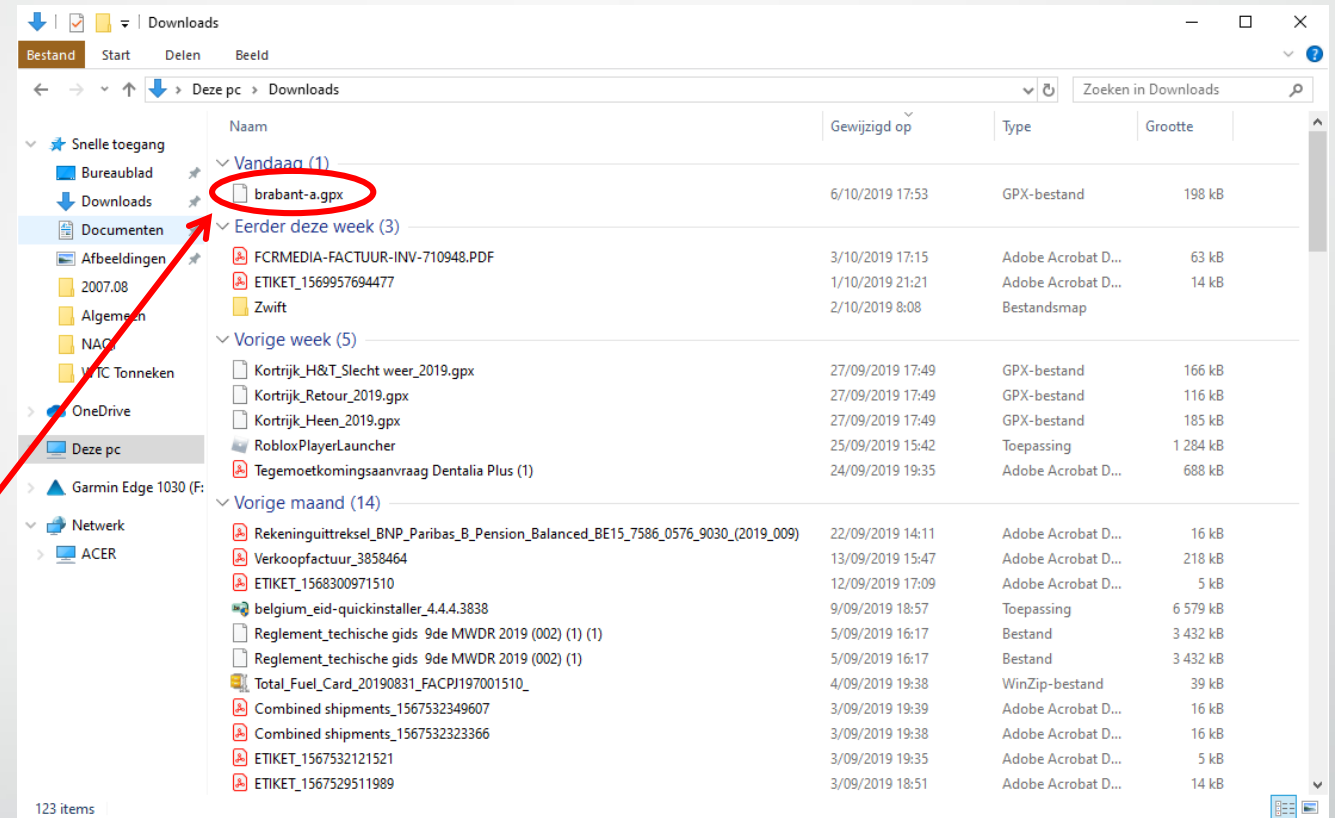 Downloads
Bestand Start Delen Beeld
Deze pc > Downloads Zoeken in Downloads
Naam Gewijzigd op Type Grootte
Snelle toegang
Bureaublad
Downloads
Documenten
Afbeeldingen
2007.08
Algemeen
NAQI
WTC Tonneken
OneDrive
Deze pc
Garmin Edge 1030 (F:
Netwerk
ACER
Vandaag (1)
brabant-a.gpx 6/10/2019 17:53 GPX-bestand 198 kB
Eerder deze week (3)
FCRMEDIA-FACTUUR-INV-710948.PDF 3/10/2019 17:15 Adobe Acrobat D... 63 kB
ETIKET_1569957694477 1/10/2019 21:21 Adobe Acrobat D... 14 kB
Zwift 2/10/2019 8:08 Bestandsmap
Vorige week (5)
Kortrijk_H&T_Slecht weer_2019.gpx 27/09/2019 17:49 GPX-bestand 166 kB
Kortrijk_Retour_2019.gpx 27/09/2019 17:49 GPX-bestand 116 kB
Kortrijk_Heen_2019.gpx 27/09/2019 17:49 GPX-bestand 185 kB
RobloxPlayerLauncher 25/09/2019 15:42 Toepassing 1 284 kB
Tegemoetkomingsaanvraag Dentalia Plus (1) 24/09/2019 19:35 Adobe Acrobat D... 688 kB
Vorige maand (14)
Rekeninguittreksel_BNP_Paribas_B_Pension_Balanced_BE15_7586_0576_9030_(2019_009) 22/09/2019 14:11 Adobe Acrobat D... 16 kB
Verkoopfactuur_3858464 13/09/2019 15:47 Adobe Acrobat D... 218 kB
ETIKET_1568300971510 12/09/2019 17:09 Adobe Acrobat D... 5 kB
belgium_eid-quickinstaller_4.4.4.3838 9/09/2019 18:57 Toepassing 6 579 kB
Reglement_techische gids 9de MWDR 2019 (002) (1) (1) 5/09/2019 16:17 Bestand 3 432 kB
Reglement_techische gids 9de MWDR 2019 (002) (1) 5/09/2019 16:17 Bestand 3 432 kB
Total_Fuel_Card_20190831_FACPJ197001510_ 4/09/2019 19:38 WinZip-bestand 39 kB
Combined shipments_1567532349607 3/09/2019 19:39 Adobe Acrobat D... 16 kB
Combined shipments_1567532323366 3/09/2019 19:38 Adobe Acrobat D... 16 kB
ETIKET_1567532121521 3/09/2019 19:35 Adobe Acrobat D... 5 kB
ETIKET_1567529511989 3/09/2019 18:51 Adobe Acrobat D... 14 kB
123 items